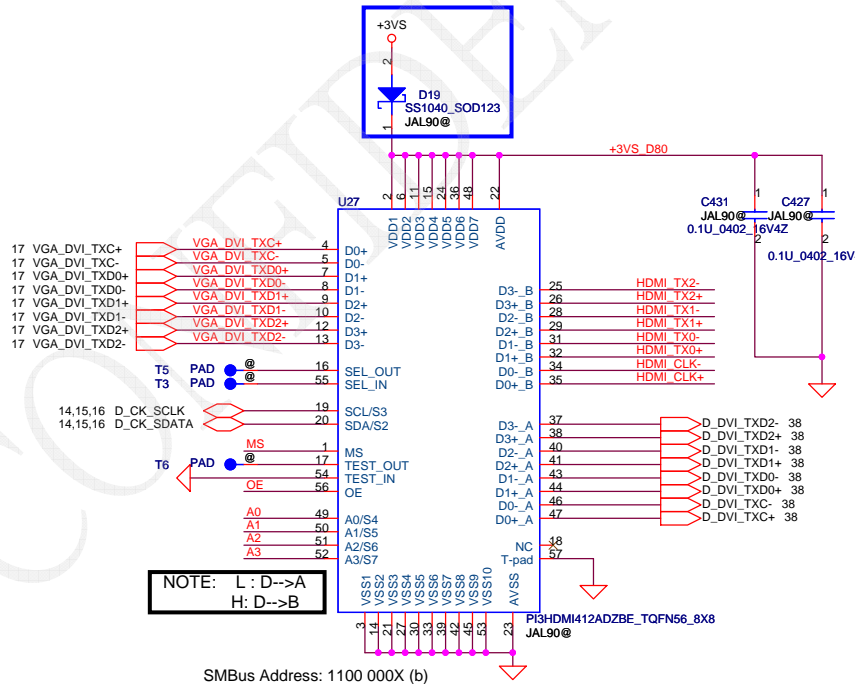 +3VS
2
D19
SS1040_SOD123
JAL90@
1
+3VS_D80
U27
2
6
11
15
24
36
48
22
VDD1
VDD2
VDD3
VDD4
VDD5
VDD6
VDD7
AVDD
C431
JAL90@
0.1U_0402_16V4Z
1
2
C427
JAL90@
0.1U_0402_16V
1
2
17 VGA_DVI_TXC+ VGA_DVI_TXC+ 4 D0+
17 VGA_DVI_TXC- VGA_DVI_TXC- 5 D0-
17 VGA_DVI_TXD0+ VGA_DVI_TXD0+ 7 D1+
17 VGA_DVI_TXD0- VGA_DVI_TXD0- 8 D1-
17 VGA_DVI_TXD1+ VGA_DVI_TXD1+ 9 D2+
17 VGA_DVI_TXD1- VGA_DVI_TXD1- 10 D2-
17 VGA_DVI_TXD2+ VGA_DVI_TXD2+ 12 D3+
17 VGA_DVI_TXD2- VGA_DVI_TXD2- 13 D3-
T5 PAD @ 16 SEL_OUT
T3 PAD @ 55 SEL_IN
14,15,16 D_CK_SCLK 19 SCL/S3
14,15,16 D_CK_SDATA 20 SDA/S2
MS 1 MS
T6 PAD @ 17 TEST_OUT
54 TEST_IN
OE 56 OE
A0 49 A0/S4
A1 50 A1/S5
A2 51 A2/S6
A3 52 A3/S7
D3-_B 25 HDMI_TX2-
D3+_B 26 HDMI_TX2+
D2-_B 28 HDMI_TX1-
D2+_B 29 HDMI_TX1+
D1-_B 31 HDMI_TX0-
D1+_B 32 HDMI_TX0+
D0-_B 34 HDMI_CLK-
D0+_B 35 HDMI_CLK+
D3-_A 37 D_DVI_TXD2- 38
D3+_A 38 D_DVI_TXD2+ 38
D2-_A 40 D_DVI_TXD1- 38
D2+_A 41 D_DVI_TXD1+ 38
D1-_A 43 D_DVI_TXD0- 38
D1+_A 44 D_DVI_TXD0+ 38
D0-_A 46 D_DVI_TXC- 38
D0+_A 47 D_DVI_TXC+ 38
NC 18
T-pad 57
NOTE: L : D-->A
H: D-->B
VSS1
VSS2
VSS3
VSS4
VSS5
VSS6
VSS7
VSS8
VSS9
VSS10
AVSS
3
14
21
27
30
33
39
42
45
53
23
PI3HDMI412ADZBE_TQFN56_8X8
JAL90@
SMBus Address: 1100 000X (b)